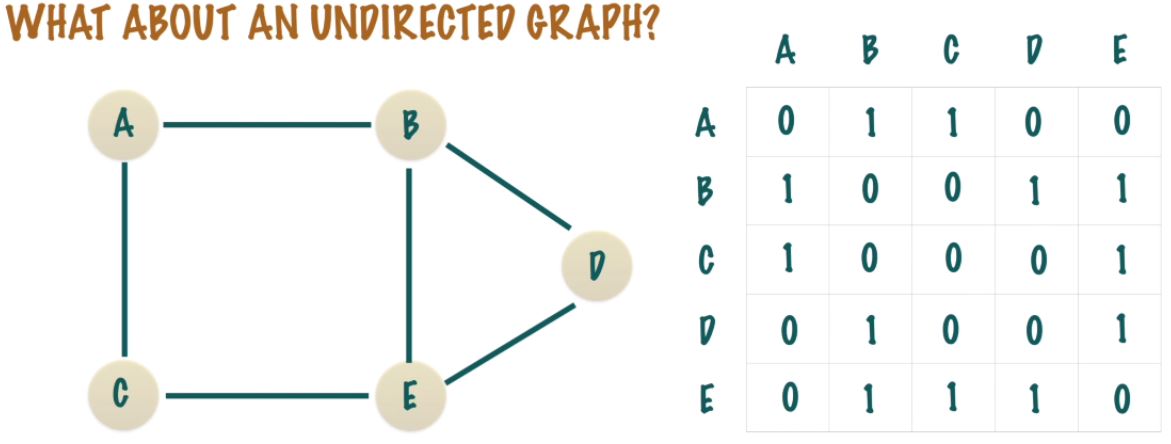 WHAT ABOUT AN UNDIRECTED GRAPH?
A B
D
C E
A B C D E
A 0 1 1 0 0
B 1 0 0 1 1
C 1 0 0 0 1
D 0 1 0 0 1
E 0 1 1 1 0